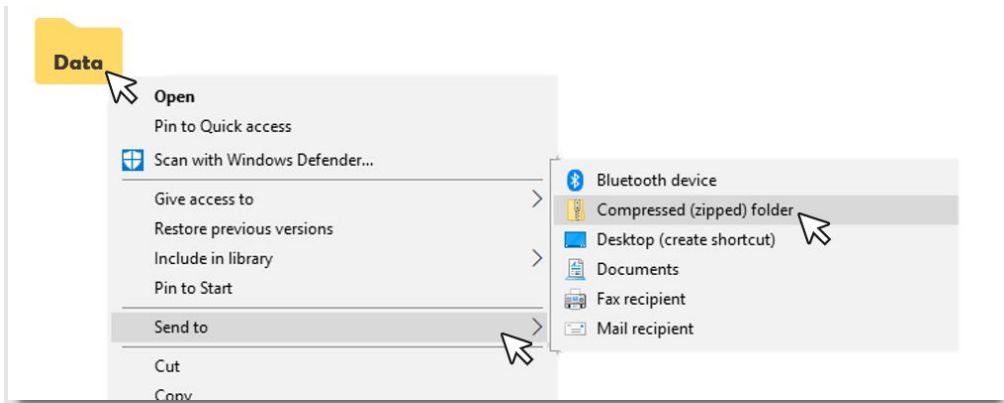 Data
Open
Pin to Quick access
Scan with Windows Defender...
Give access to
Restore previous versions
Include in library
Pin to Start
Send to
Cut
Copy
Bluetooth device
Compressed (zipped) folder
Desktop (create shortcut)
Documents
Fax recipient
Mail recipient